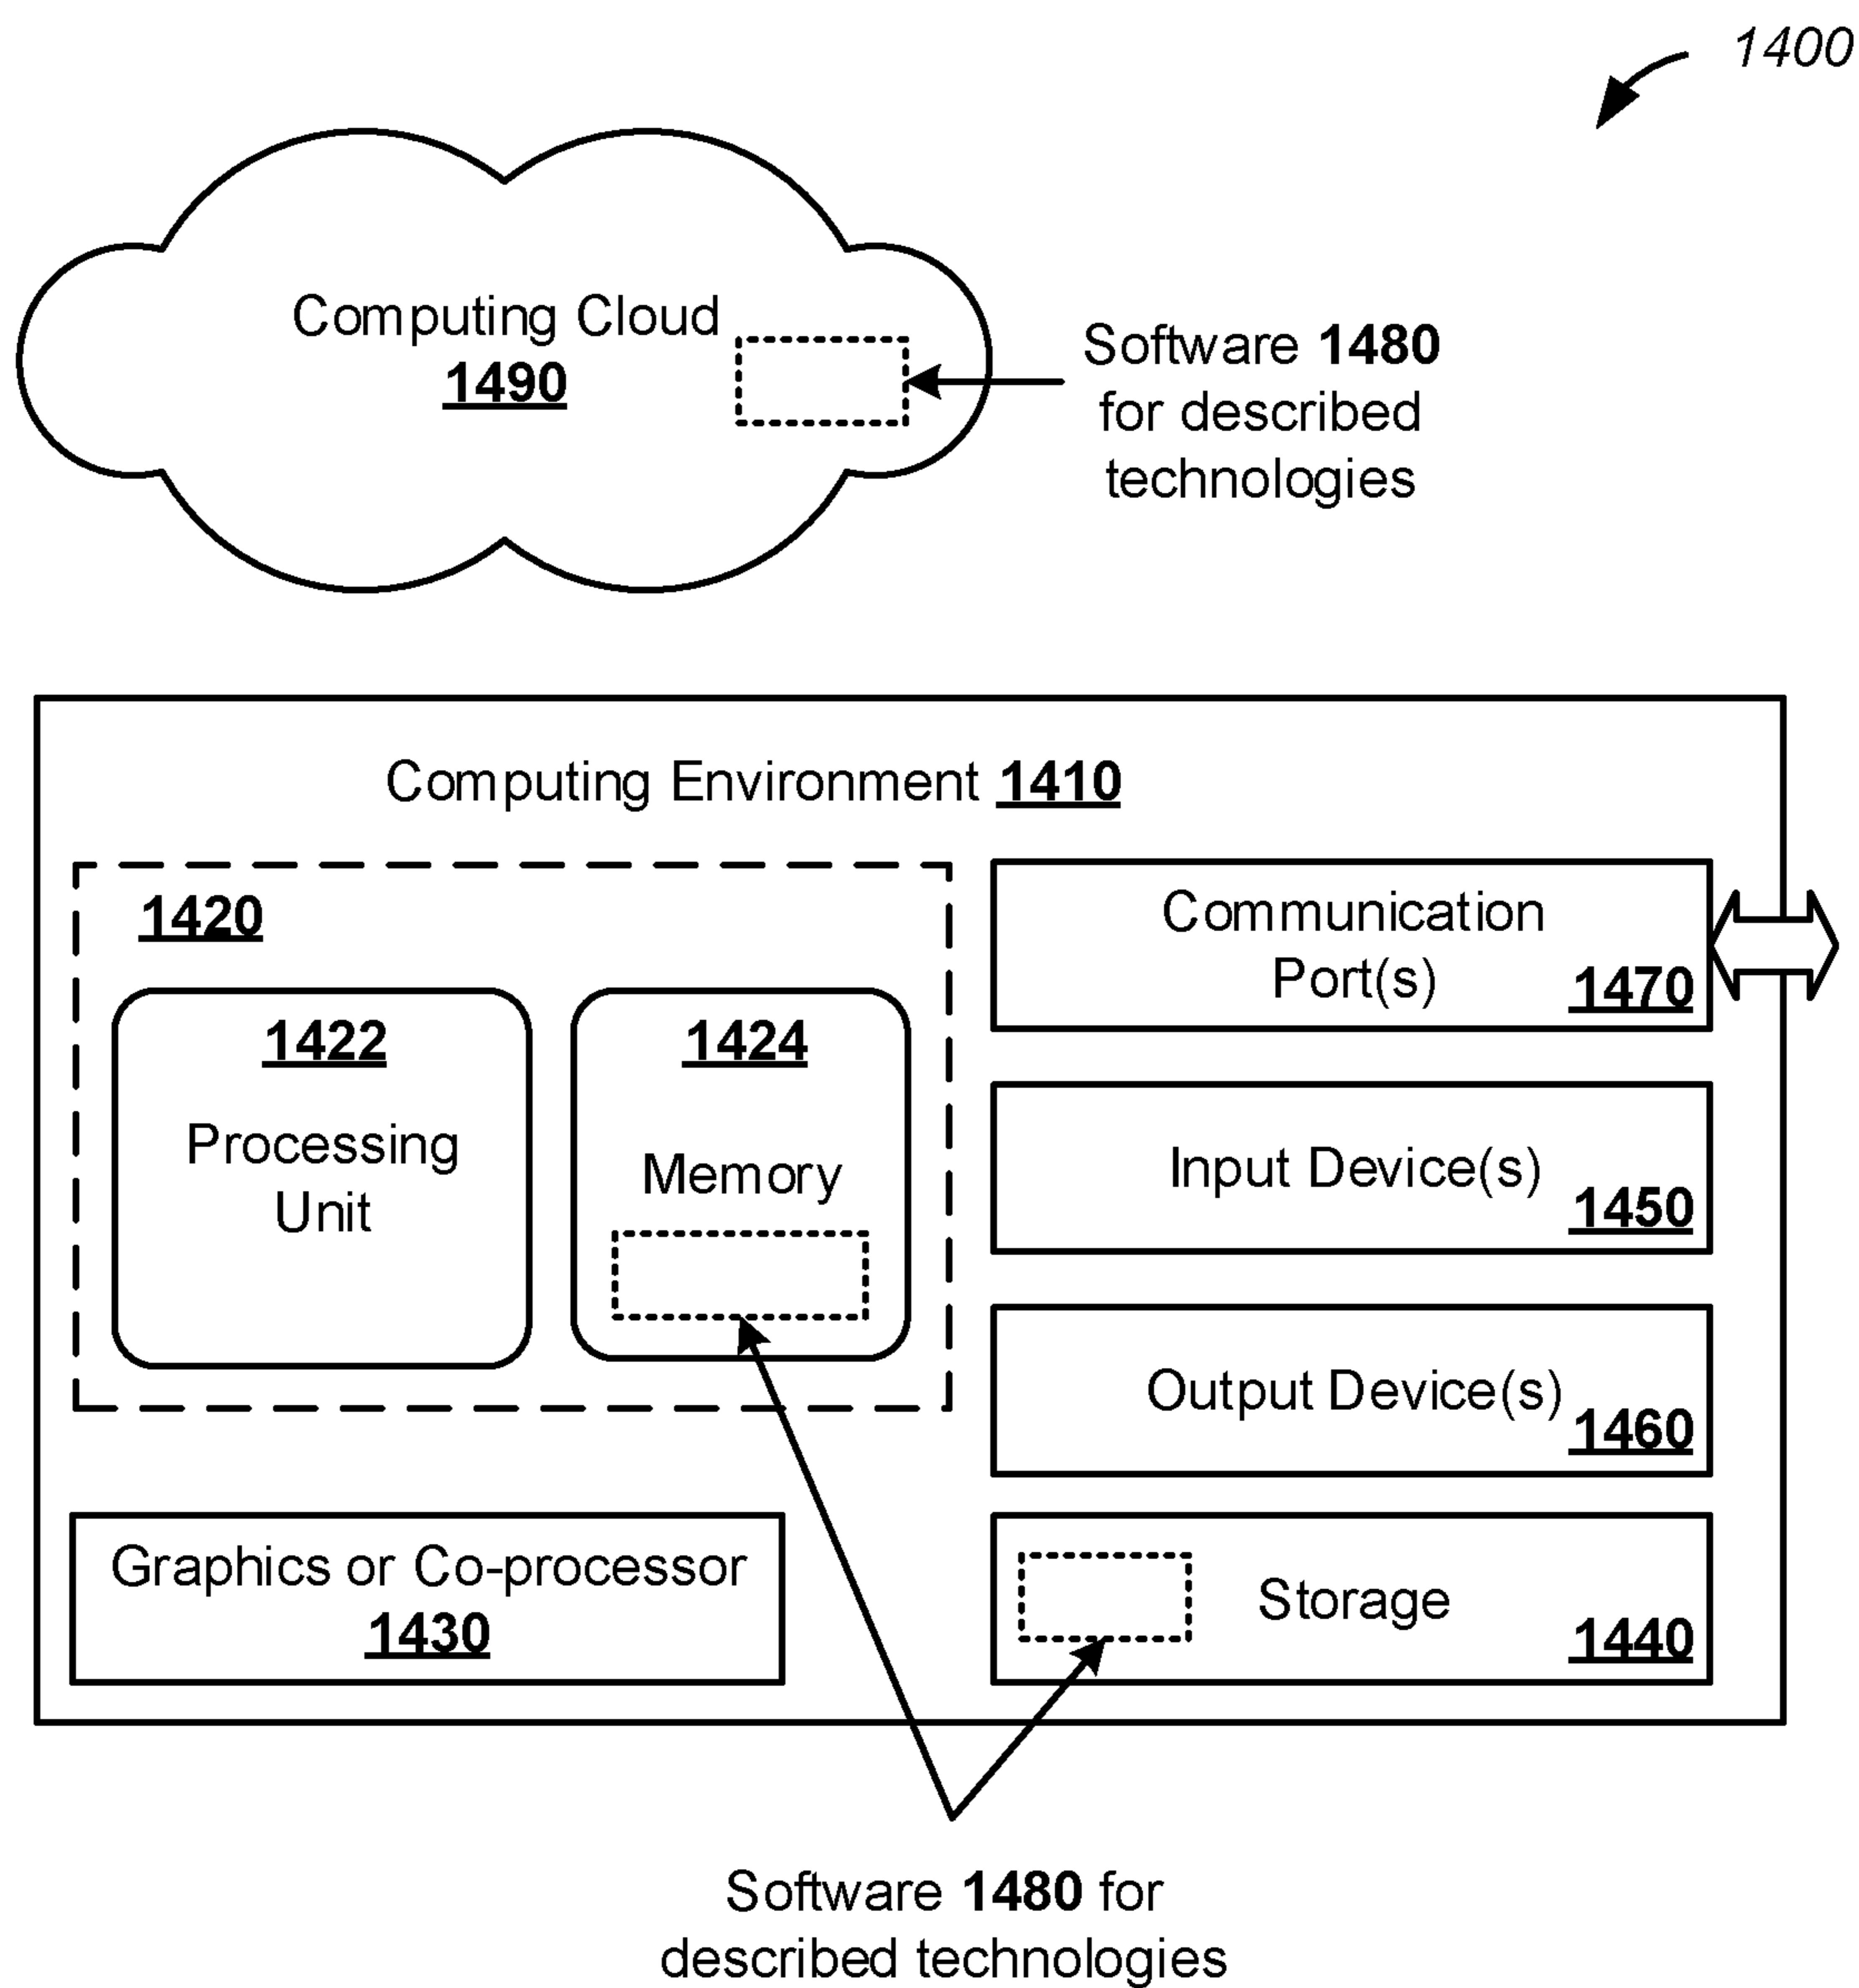 1400
Computing Cloud
1490
Software 1480
for described
technologies
Computing Environment 1410
1420
1422
Processing
Unit
1424
Memory
Communication
Port(s)
1470
Input Device(s)
1450
Output Device(s)
1460
Graphics or Co-processor
1430
Storage
1440
Software 1480 for
described technologies